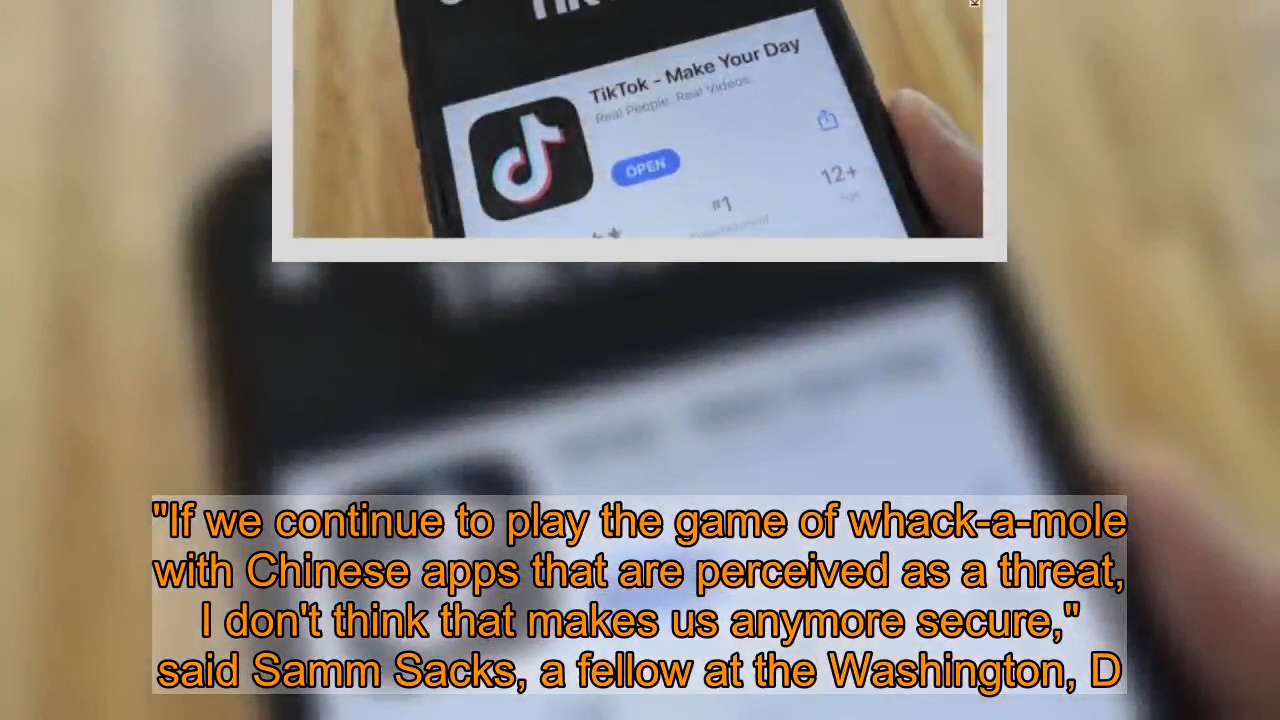 TikTok - Make Your Day
Real People. Real Videos.
OPEN
#1
12+
"If we continue to play the game of whack-a-mole
with Chinese apps that are perceived as a threat,
I don't think that makes us anymore secure,"
said Samm Sacks, a fellow at the Washington, D